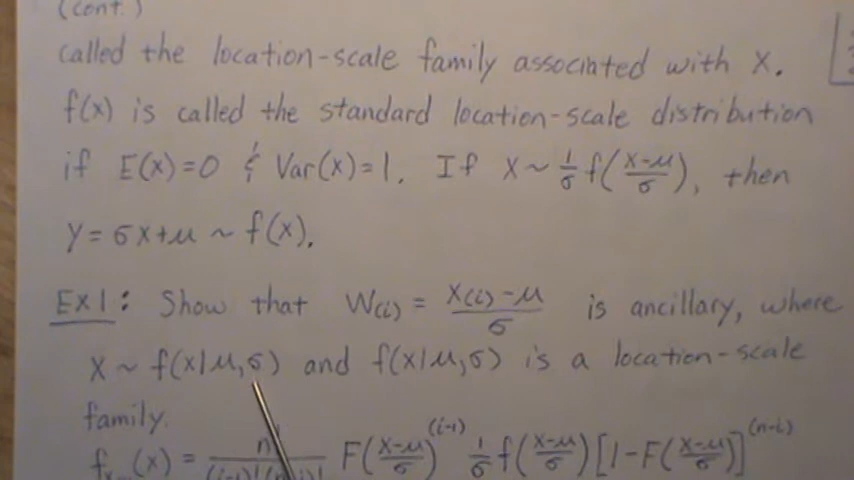 (cont.)
called the location-scale family associated with X.
f(x) is called the standard location-scale distribution
if E(x)=0 & Var(x)=1. If X ~ 1/σ f((x-μ)/σ), then
y = σx+μ ~ f(x).
Ex1: Show that W(i) = (X(i) - μ)/σ is ancillary, where
X ~ f(x|μ,σ) and f(x|μ,σ) is a location-scale
family.
(x) = n! F((x-μ)/σ)^(i-1) 1/σ f((x-μ)/σ) [1-F((x-μ)/σ)]^(n-i)